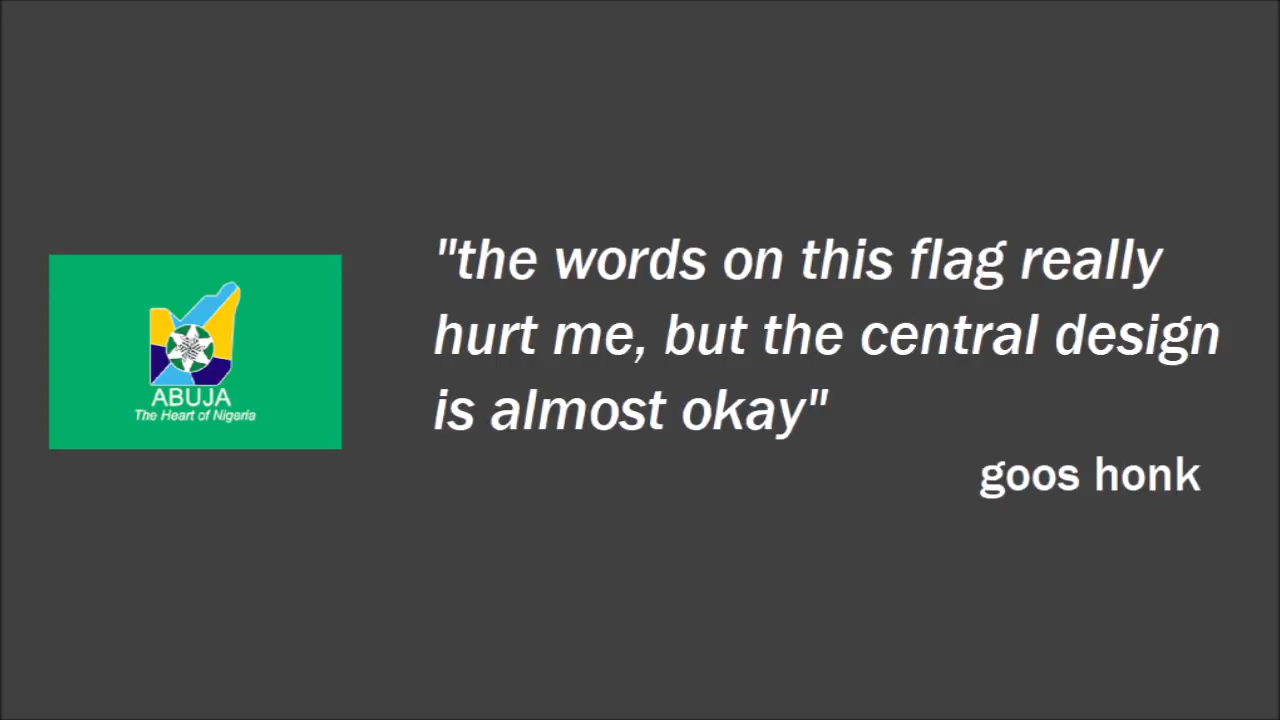 ABUJA
The Heart of Nigeria
"the words on this flag really
hurt me, but the central design
is almost okay"
goos honk